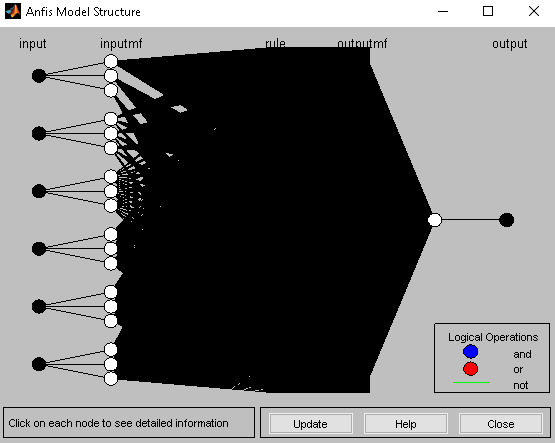 Anfis Model Structure
input inputmf rule outputmf output
Logical Operations
and
or
not
Click on each node to see detailed information
Update Help Close